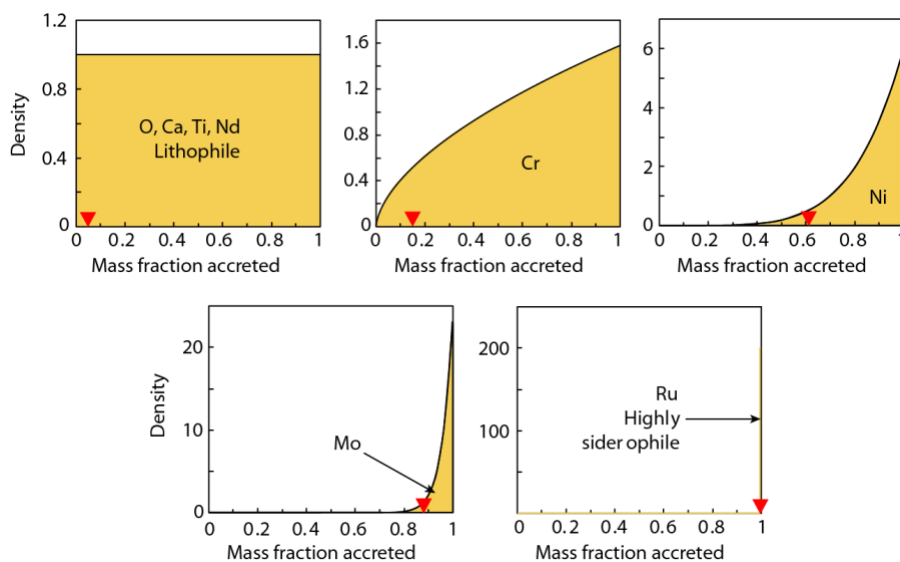 1.2
0.8
0.4
0
Density
O, Ca, Ti, Nd
Lithophile
0 0.2 0.4 0.6 0.8 1
Mass fraction accreted
1.6
1.2
0.8
0.4
0
Cr
0 0.2 0.4 0.6 0.8 1
Mass fraction accreted
6
4
2
0
Ni
0 0.2 0.4 0.6 0.8 1
Mass fraction accreted
20
10
0
Density
Mo
0 0.2 0.4 0.6 0.8 1
Mass fraction accreted
200
100
Ru
Highly
sider ophile
0 0.2 0.4 0.6 0.8 1
Mass fraction accreted